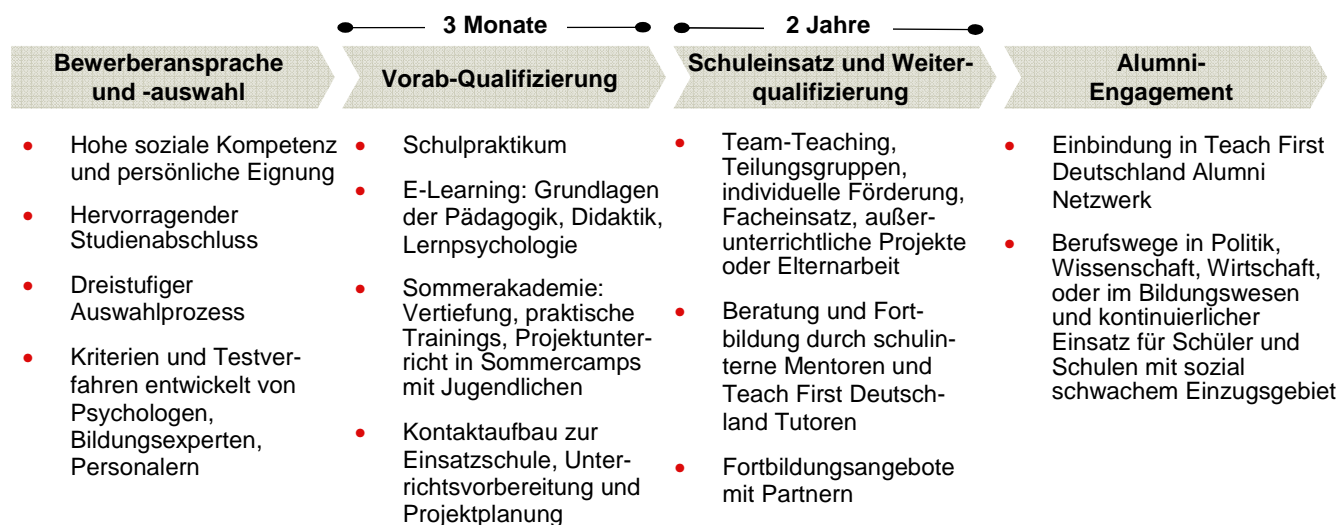 3 Monate
2 Jahre
Bewerberansprache
und -auswahl
Vorab-Qualifizierung
Schuleinsatz und Weiter-
qualifizierung
Alumni-
Engagement
• Hohe soziale Kompetenz
und persönliche Eignung
• Hervorragender
Studienabschluss
• Dreistufiger
Auswahlprozess
• Kriterien und Testver-
fahren entwickelt von
Psychologen,
Bildungsexperten,
Personalern
• Schulpraktikum
• E-Learning: Grundlagen
der Pädagogik, Didaktik,
Lernpsychologie
• Sommerakademie:
Vertiefung, praktische
Trainings, Projektunter-
richt in Sommercamps
mit Jugendlichen
• Kontaktaufbau zur
Einsatzschule, Unter-
richtsvorbereitung und
Projektplanung
• Team-Teaching,
Teilungsgruppen,
individuelle Förderung,
Facheinsatz, außer-
unterrichtliche Projekte
oder Elternarbeit
• Beratung und Fort-
bildung durch schulin-
terne Mentoren und
Teach First Deutsch-
land Tutoren
• Fortbildungsangebote
mit Partnern
• Einbindung in Teach First
Deutschland Alumni
Netzwerk
• Berufswege in Politik,
Wissenschaft, Wirtschaft,
oder im Bildungswesen
und kontinuierlicher
Einsatz für Schüler und
Schulen mit sozial
schwachem Einzugsgebiet